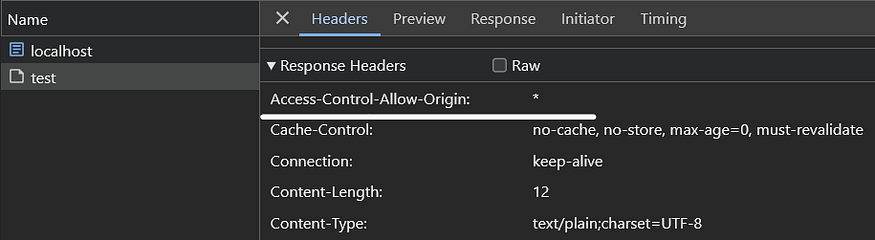 Name
localhost
test
Headers Preview Response Initiator Timing
Response Headers Raw
Access-Control-Allow-Origin: *
Cache-Control: no-cache, no-store, max-age=0, must-revalidate
Connection: keep-alive
Content-Length: 12
Content-Type: text/plain;charset=UTF-8